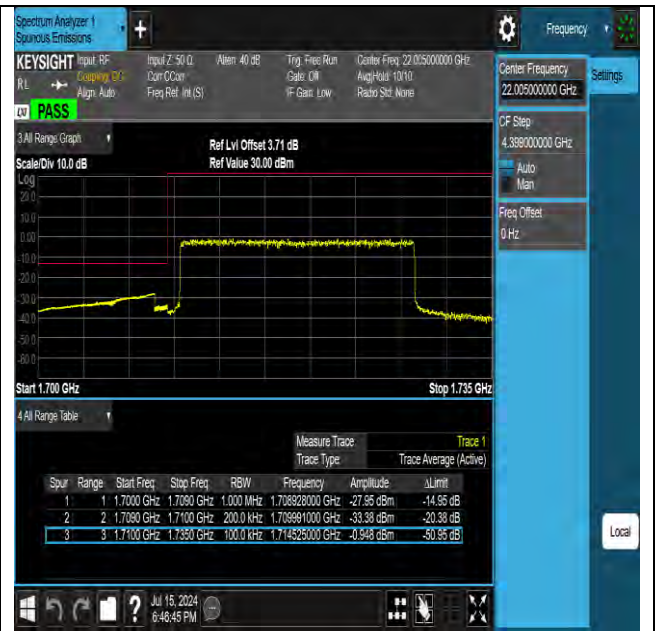 Spectrum Analyzer 1
Spurious Emissions
+
Frequency
KEYSIGHT
RL
Input: RF
Coupling: DC
Align: Auto
Input Z: 50 Ω
Corr CCorr
Freq Ref: Int (S)
Atten: 40 dB
Trig: Free Run
Gate: Off
IF Gain: Low
Center Freq: 22.005000000 GHz
Avg|Hold: 10/10
Radio Std: None
PASS
Center Frequency
22.005000000 GHz
Settings
CF Step
4.399000000 GHz
Auto
Man
Freq Offset
0 Hz
3 All Range Graph
Scale/Div 10.0 dB
Ref Lvl Offset 3.71 dB
Ref Value 30.00 dBm
Log
20.0
10.0
0.00
-10.0
-20.0
-30.0
-40.0
-50.0
-60.0
Start 1.700 GHz
Stop 1.735 GHz
4 All Range Table
Measure Trace Trace 1
Trace Type Trace Average (Active)
Spur Range Start Freq Stop Freq RBW Frequency Amplitude ΔLimit
1 1 1.7000 GHz 1.7090 GHz 1.000 MHz 1.708928000 GHz -27.95 dBm -14.95 dB
2 2 1.7090 GHz 1.7100 GHz 200.0 kHz 1.709991000 GHz -33.38 dBm -20.38 dB
3 3 1.7100 GHz 1.7350 GHz 100.0 kHz 1.714525000 GHz -0.948 dBm -50.95 dB
Local
?
Jul 15, 2024
6:46:45 PM